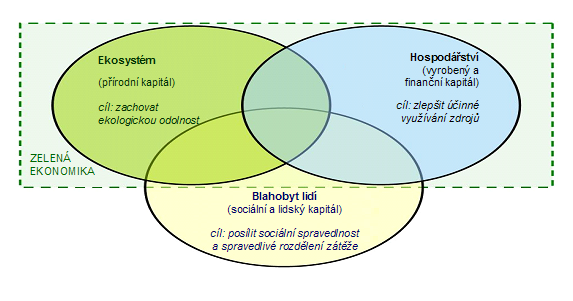 Ekosystém
(přírodní kapitál)
cíl: zachovat
ekologickou odolnost
Hospodářství
(vyrobený a
finanční kapitál)
cíl: zlepšit účinné
využívání zdrojů
ZELENÁ
EKONOMIKA
Blahobyt lidí
(sociální a lidský kapitál)
cíl: posílit sociální spravedlnost
a spravedlivé rozdělení zátěže